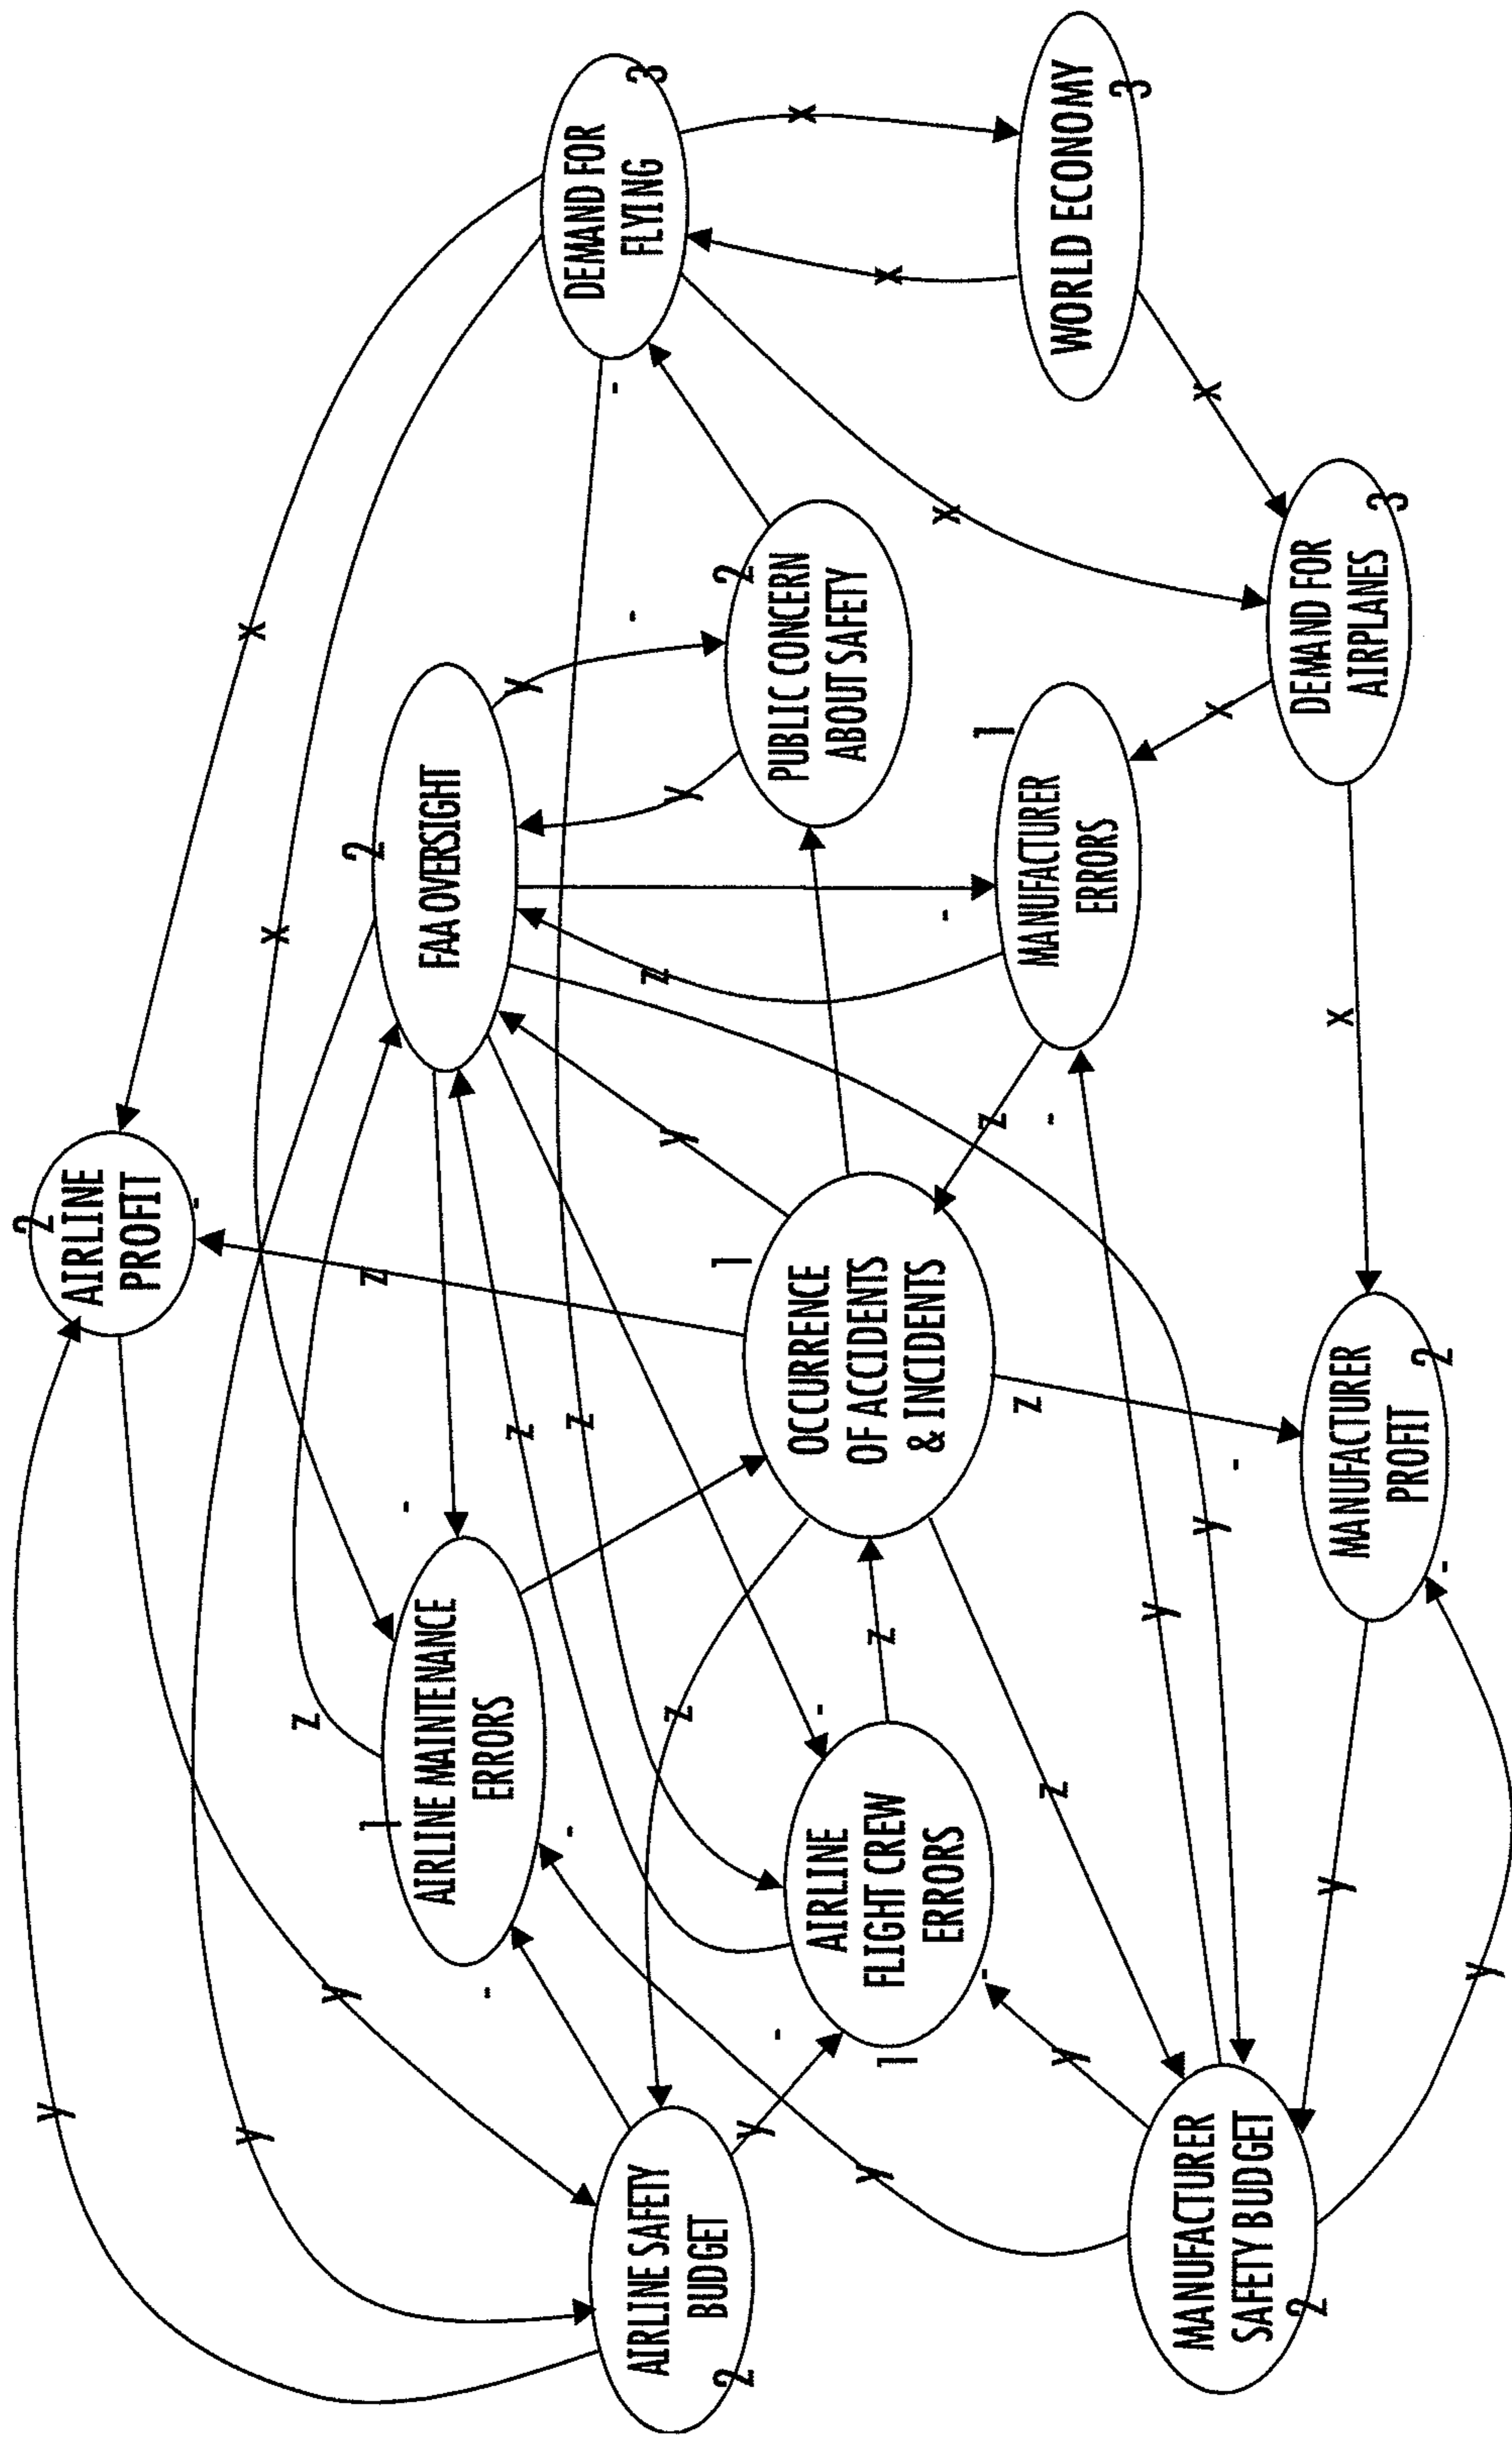 2
AIRLINE
PROFIT
DEMAND FOR
FLYING
3
FAA OVERSIGHT
2
AIRLINE MAINTENANCE
ERRORS
1
AIRLINE SAFETY
BUDGET
2
PUBLIC CONCERN
ABOUT SAFETY
2
OCCURRENCE
OF ACCIDENTS
& INCIDENTS
1
AIRLINE
FLIGHT CREW
ERRORS
1
MANUFACTURER
ERRORS
1
WORLD ECONOMY
3
MANUFACTURER
SAFETY BUDGET
2
DEMAND FOR
AIRPLANES
3
MANUFACTURER
PROFIT
2
x
x
x
x
x
x
x
x
y
y
y
y
y
y
y
y
y
y
y
y
y
z
z
z
z
z
z
z
z
z
z
-
-
-
-
-
-
-
-
-
-
-
-
-